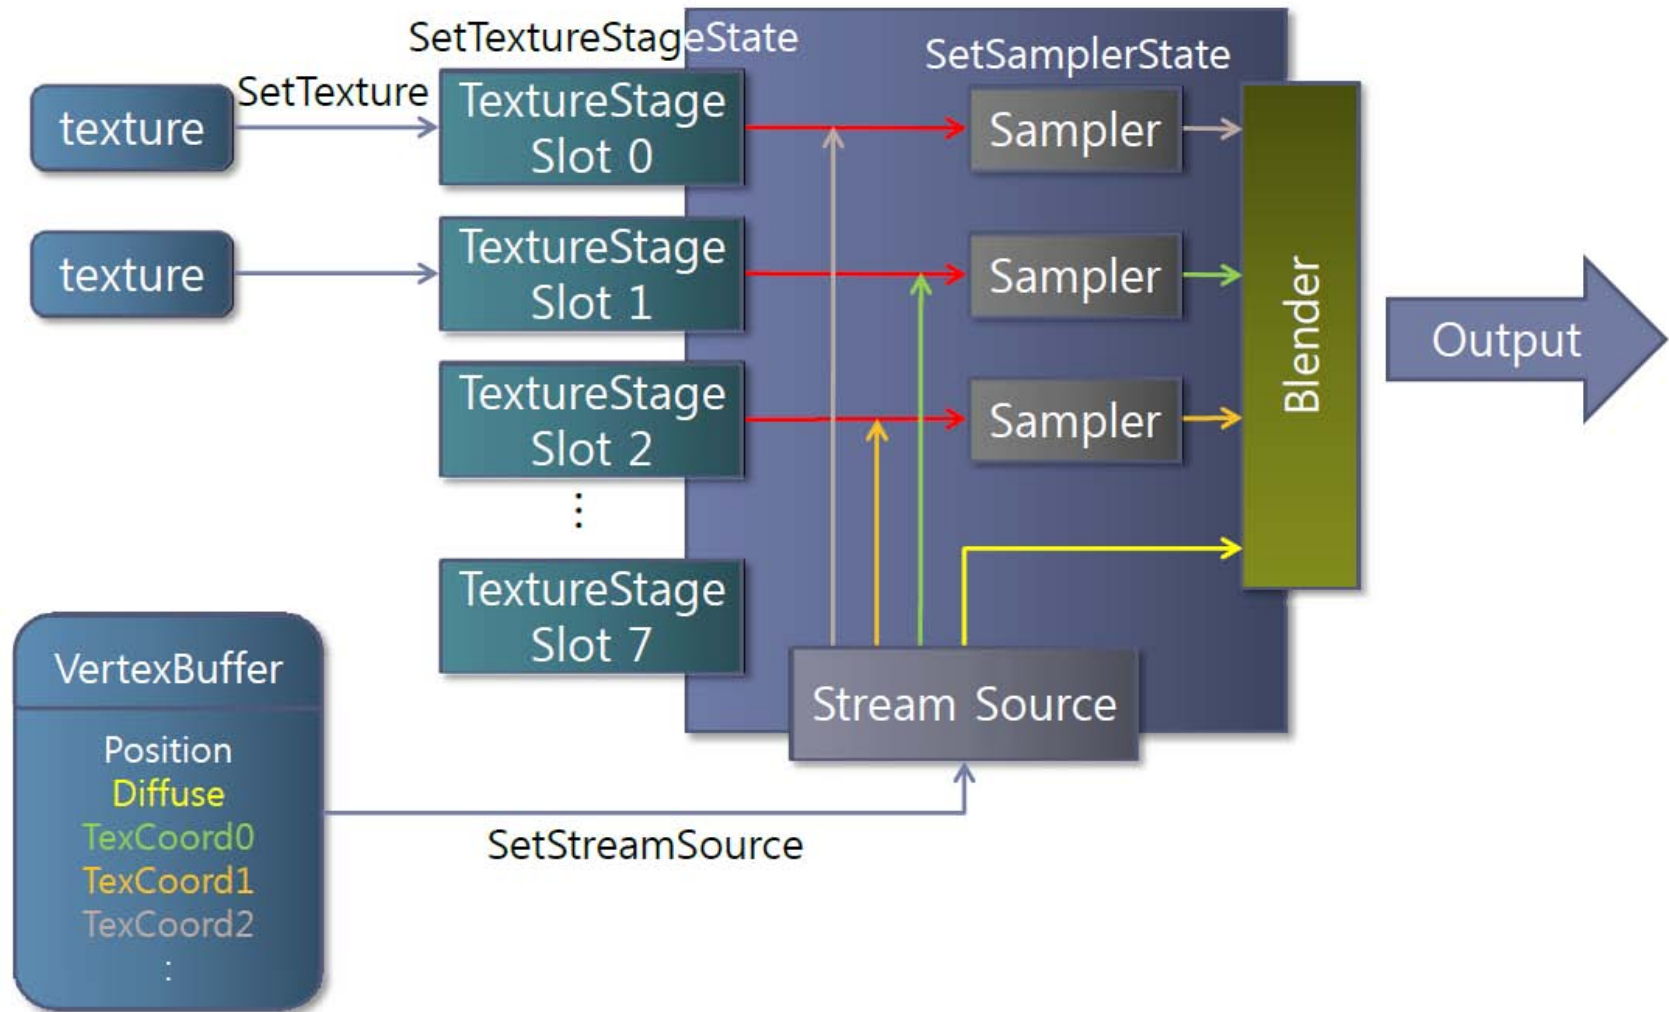 SetTextureStageState
SetSamplerState
SetTexture
texture
TextureStage
Slot 0
Sampler
texture
TextureStage
Slot 1
Sampler
Blender
Output
TextureStage
Slot 2
Sampler
⋮
TextureStage
Slot 7
VertexBuffer
Position
Diffuse
TexCoord0
TexCoord1
TexCoord2
:
Stream Source
SetStreamSource